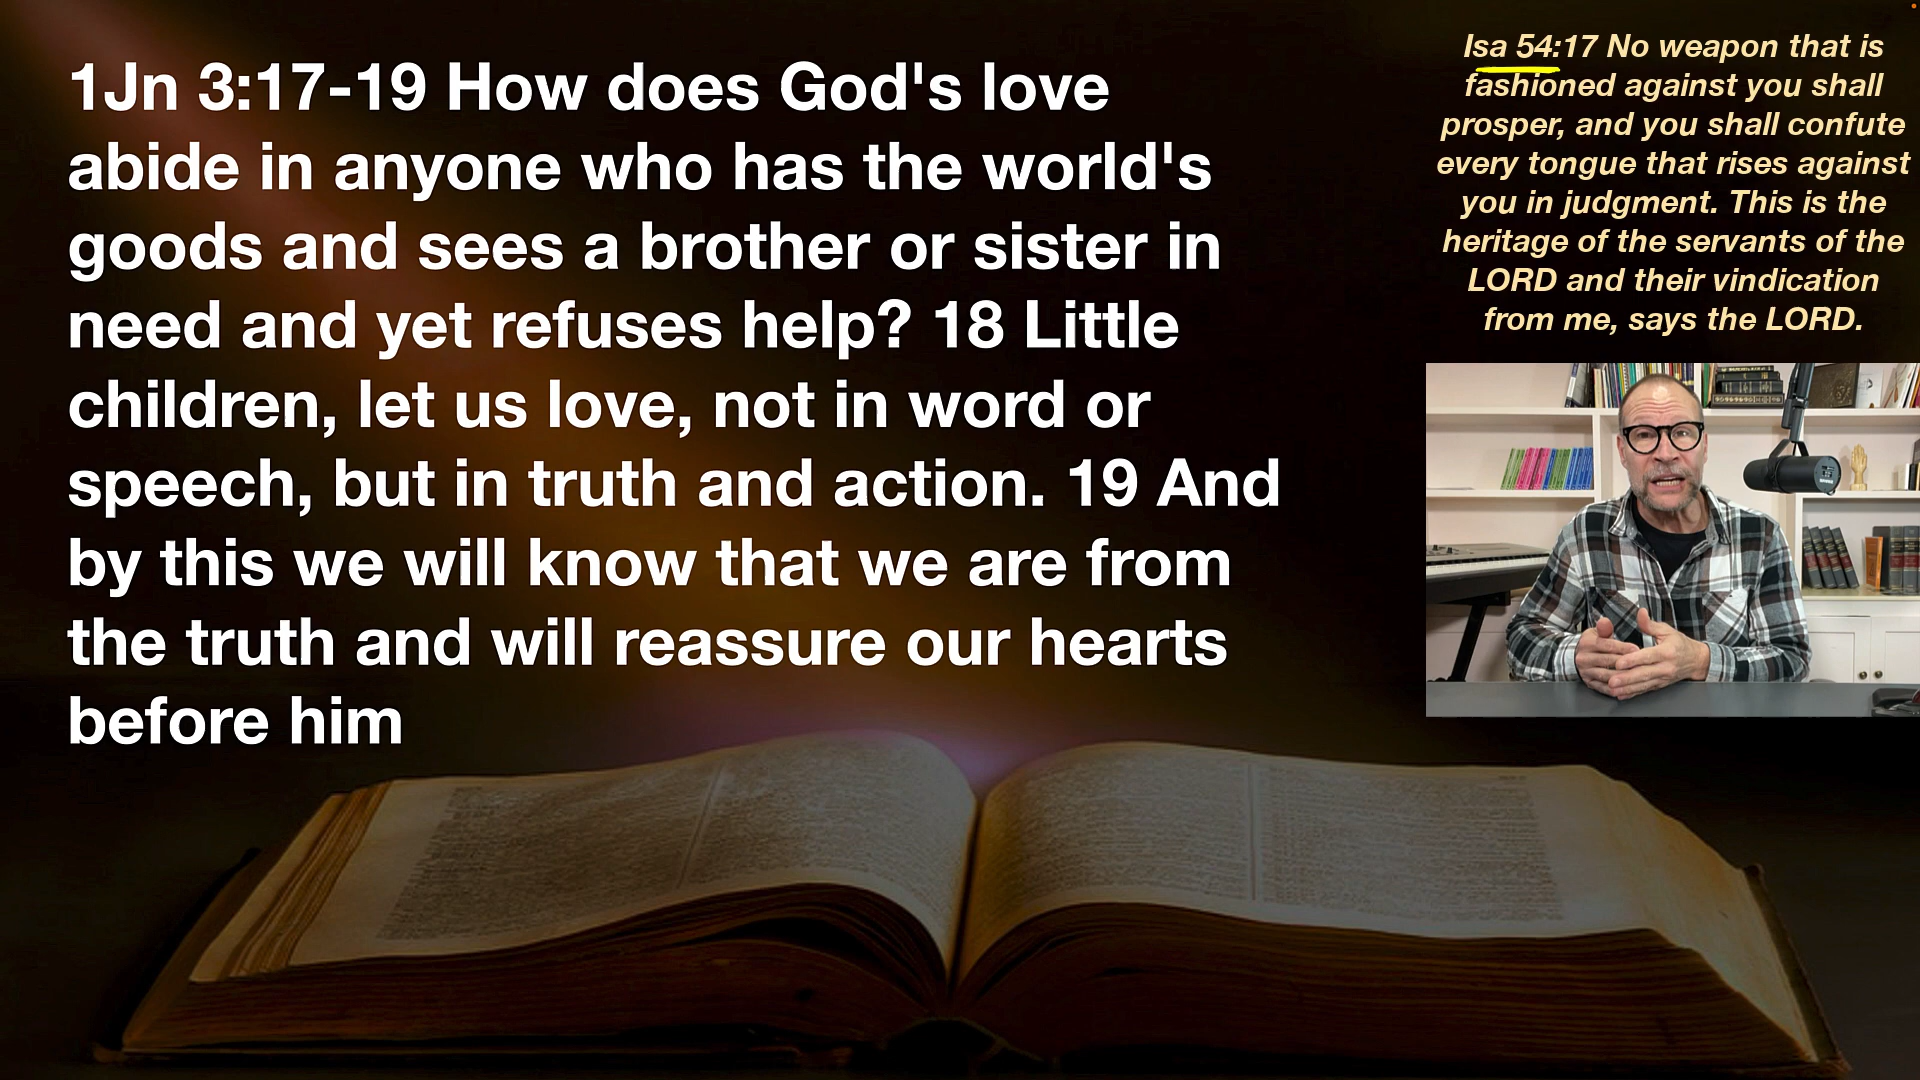 1Jn 3:17-19 How does God's love
abide in anyone who has the world's
goods and sees a brother or sister in
need and yet refuses help? 18 Little
children, let us love, not in word or
speech, but in truth and action. 19 And
by this we will know that we are from
the truth and will reassure our hearts
before him
Isa 54:17 No weapon that is
fashioned against you shall
prosper, and you shall confute
every tongue that rises against
you in judgment. This is the
heritage of the servants of the
LORD and their vindication
from me, says the LORD.